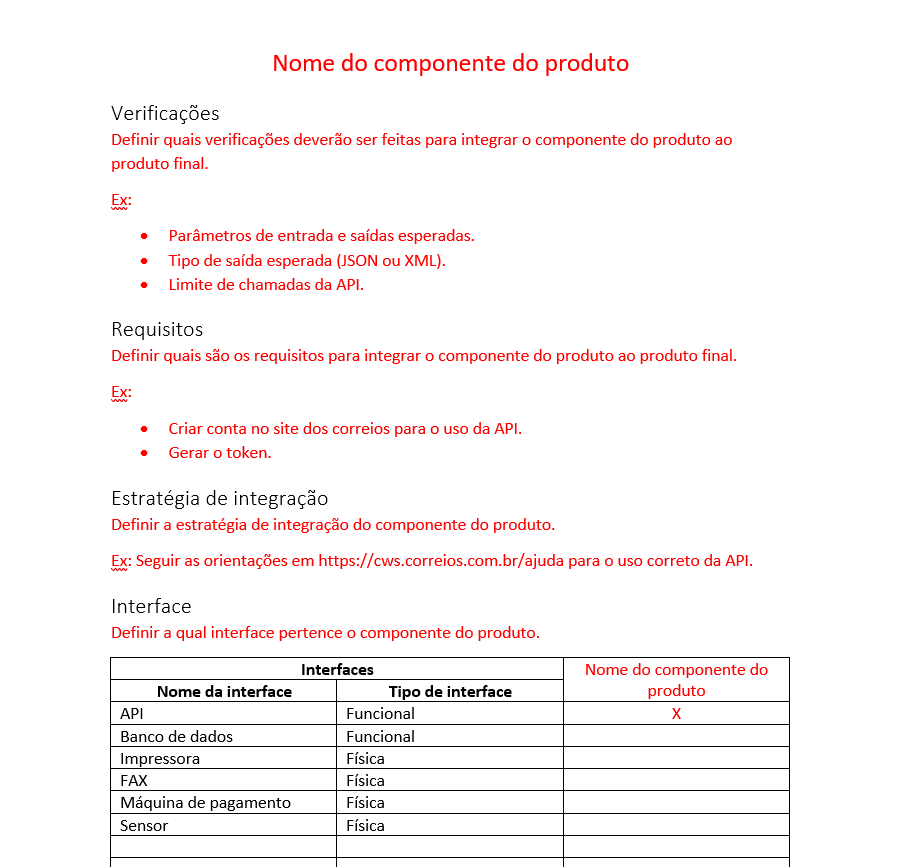 Nome do componente do produto
Verificações
Definir quais verificações deverão ser feitas para integrar o componente do produto ao
produto final.
Ex:
• Parâmetros de entrada e saídas esperadas.
• Tipo de saída esperada (JSON ou XML).
• Limite de chamadas da API.
Requisitos
Definir quais são os requisitos para integrar o componente do produto ao produto final.
Ex:
• Criar conta no site dos correios para o uso da API.
• Gerar o token.
Estratégia de integração
Definir a estratégia de integração do componente do produto.
Ex: Seguir as orientações em https://cws.correios.com.br/ajuda para o uso correto da API.
Interface
Definir a qual interface pertence o componente do produto.
Interfaces
Nome do componente do
produto
Nome da interface Tipo de interface
API Funcional X
Banco de dados Funcional
Impressora Física
FAX Física
Máquina de pagamento Física
Sensor Física